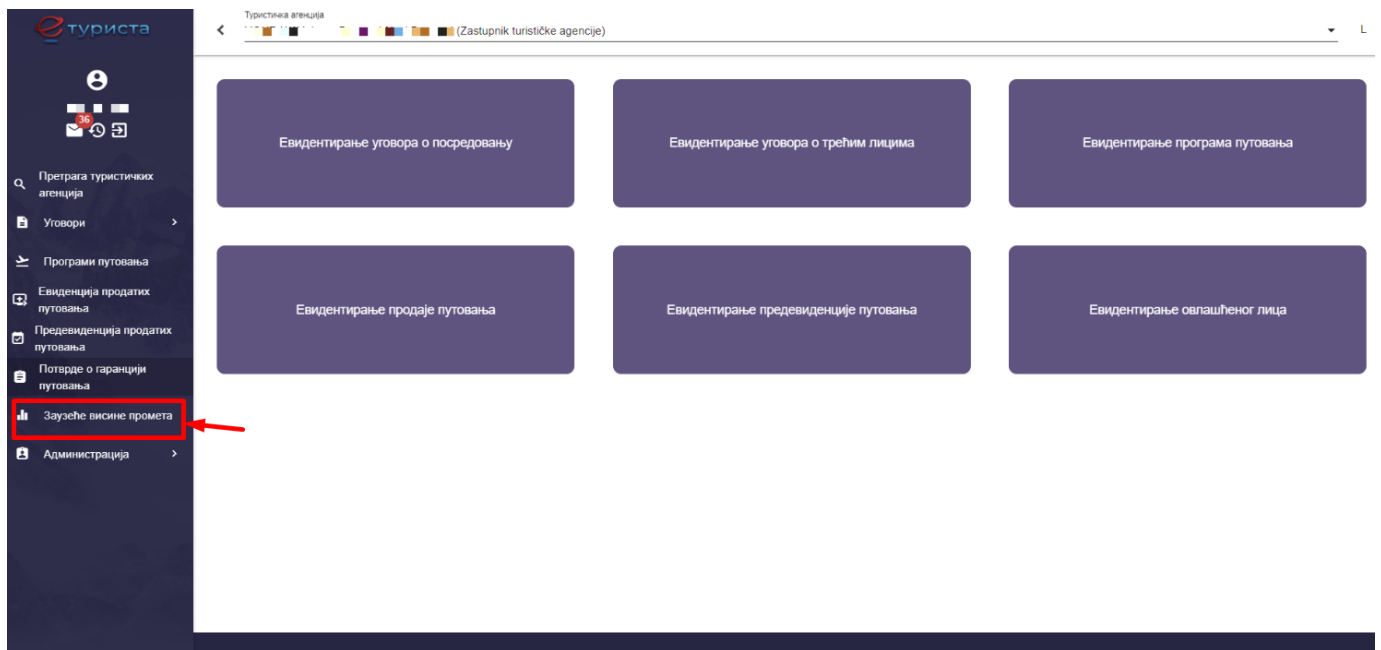 е туриста
36
Претрага туристичких
агенција
Уговори
Програми путовања
Евиденција продатих
путовања
Предевиденција продатих
путовања
Потврде о гаранцији
путовања
Заузеће висине промета
Администрација
Туристичка агенција
(Zastupnik turističke agencije)
L
Евидентирање уговора о посредовању
Евидентирање уговора о трећим лицима
Евидентирање програма путовања
Евидентирање продаје путовања
Евидентирање предевиденције путовања
Евидентирање овлашћеног лица